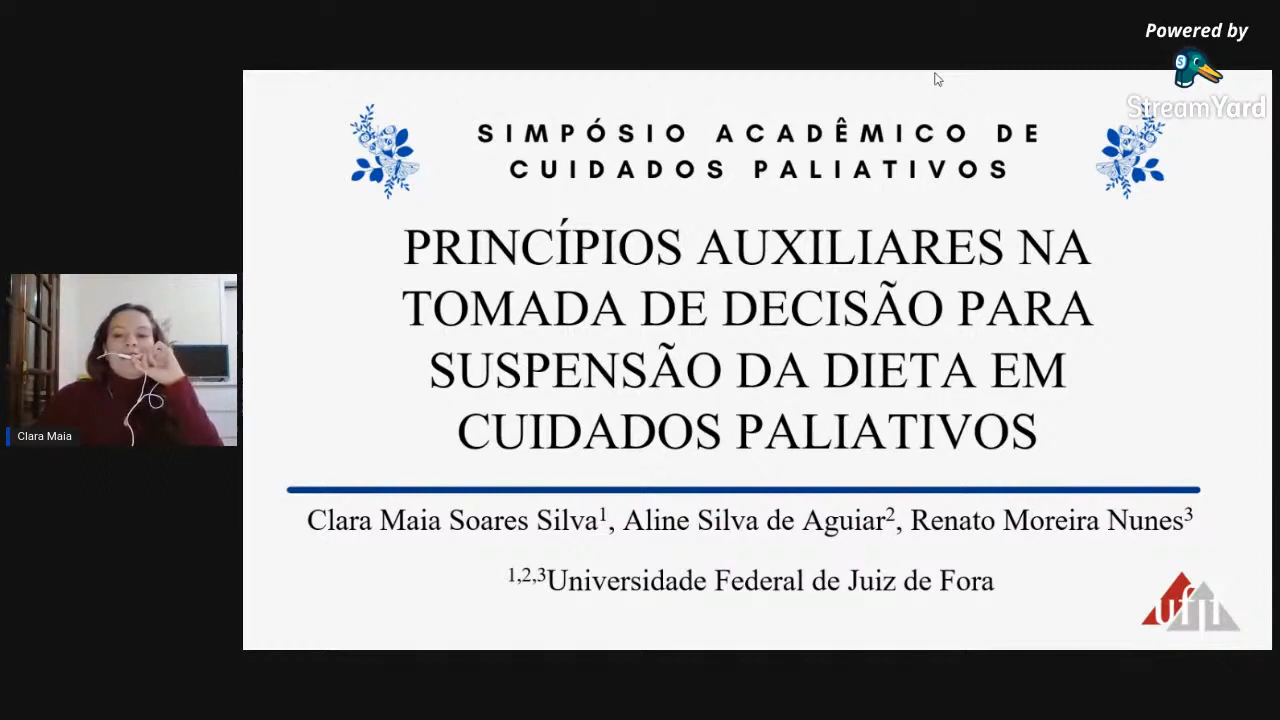 Powered by
StreamYard
SIMPÓSIO ACADÊMICO DE
CUIDADOS PALIATIVOS
PRINCÍPIOS AUXILIARES NA
TOMADA DE DECISÃO PARA
SUSPENSÃO DA DIETA EM
CUIDADOS PALIATIVOS
Clara Maia Soares Silva¹, Aline Silva de Aguiar², Renato Moreira Nunes³
¹,²,³Universidade Federal de Juiz de Fora
ufjf
Clara Maia